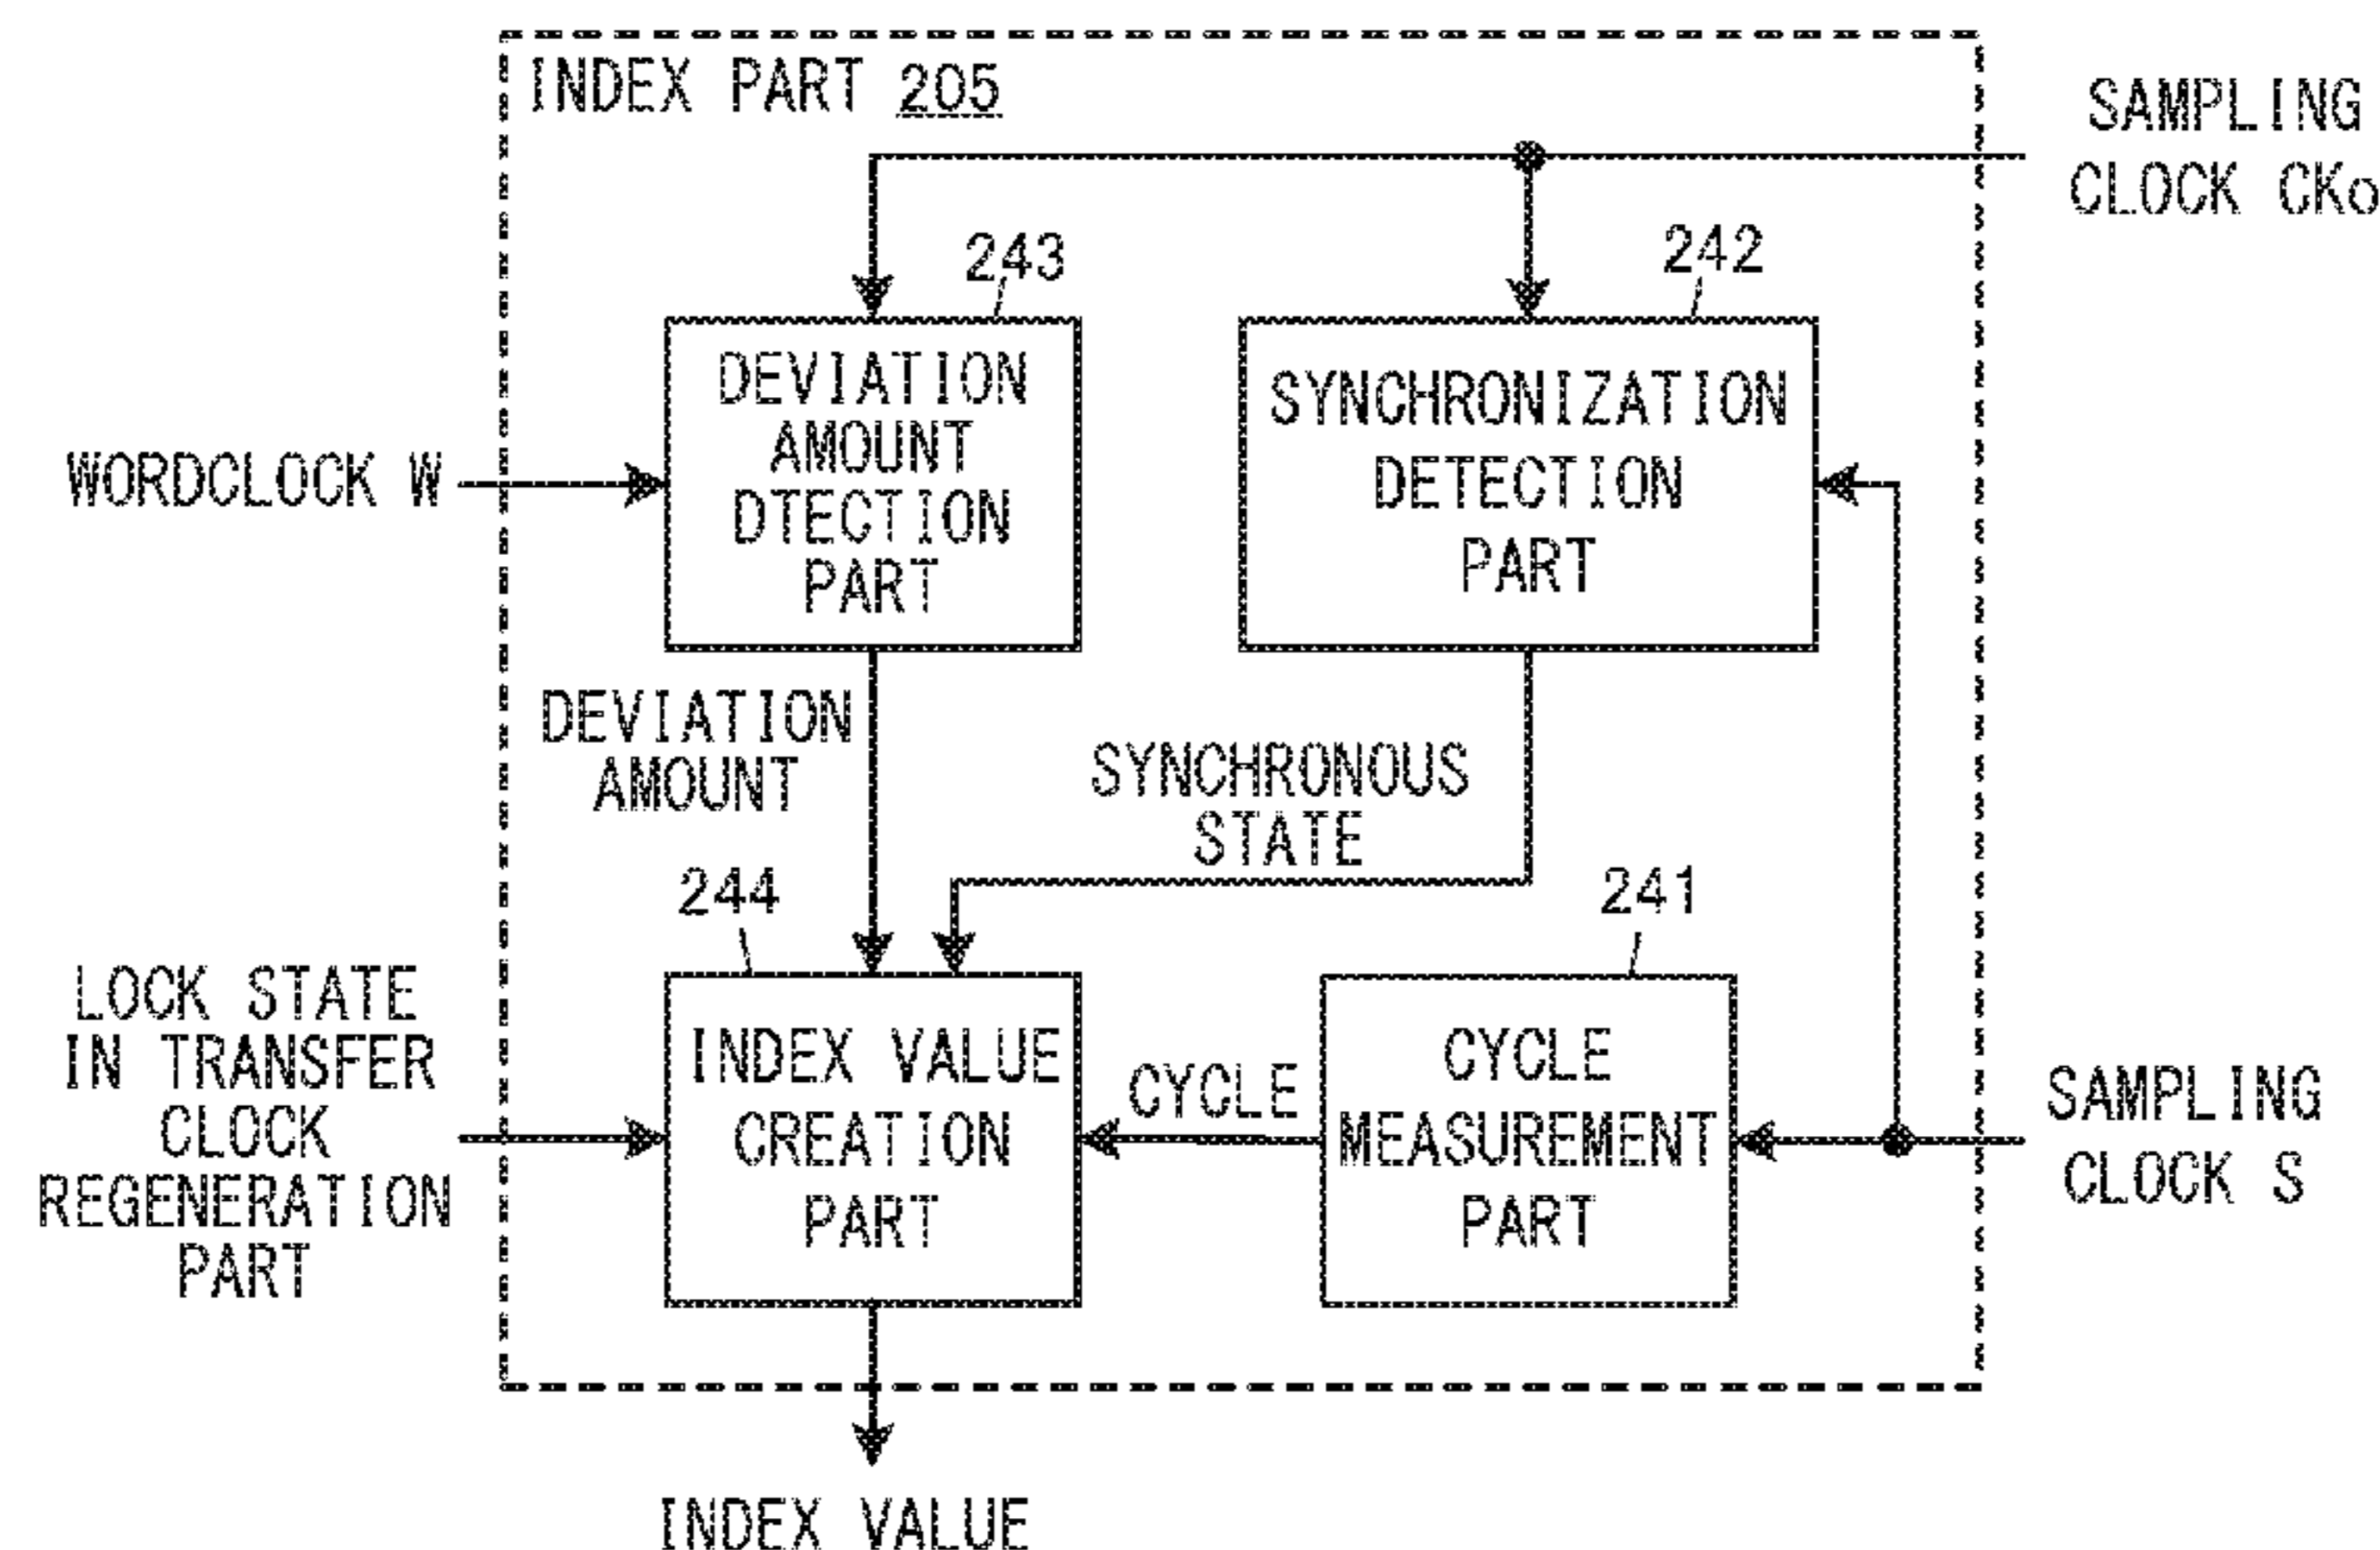 INDEX PART 205
SAMPLING
CLOCK CKo
243
242
DEVIATION
AMOUNT
DTECTION
PART
SYNCHRONIZATION
DETECTION
PART
WORDCLOCK W
DEVIATION
AMOUNT
SYNCHRONOUS
STATE
244
241
LOCK STATE
IN TRANSFER
CLOCK
REGENERATION
PART
INDEX VALUE
CREATION
PART
CYCLE
CYCLE
MEASUREMENT
PART
SAMPLING
CLOCK S
INDEX VALUE